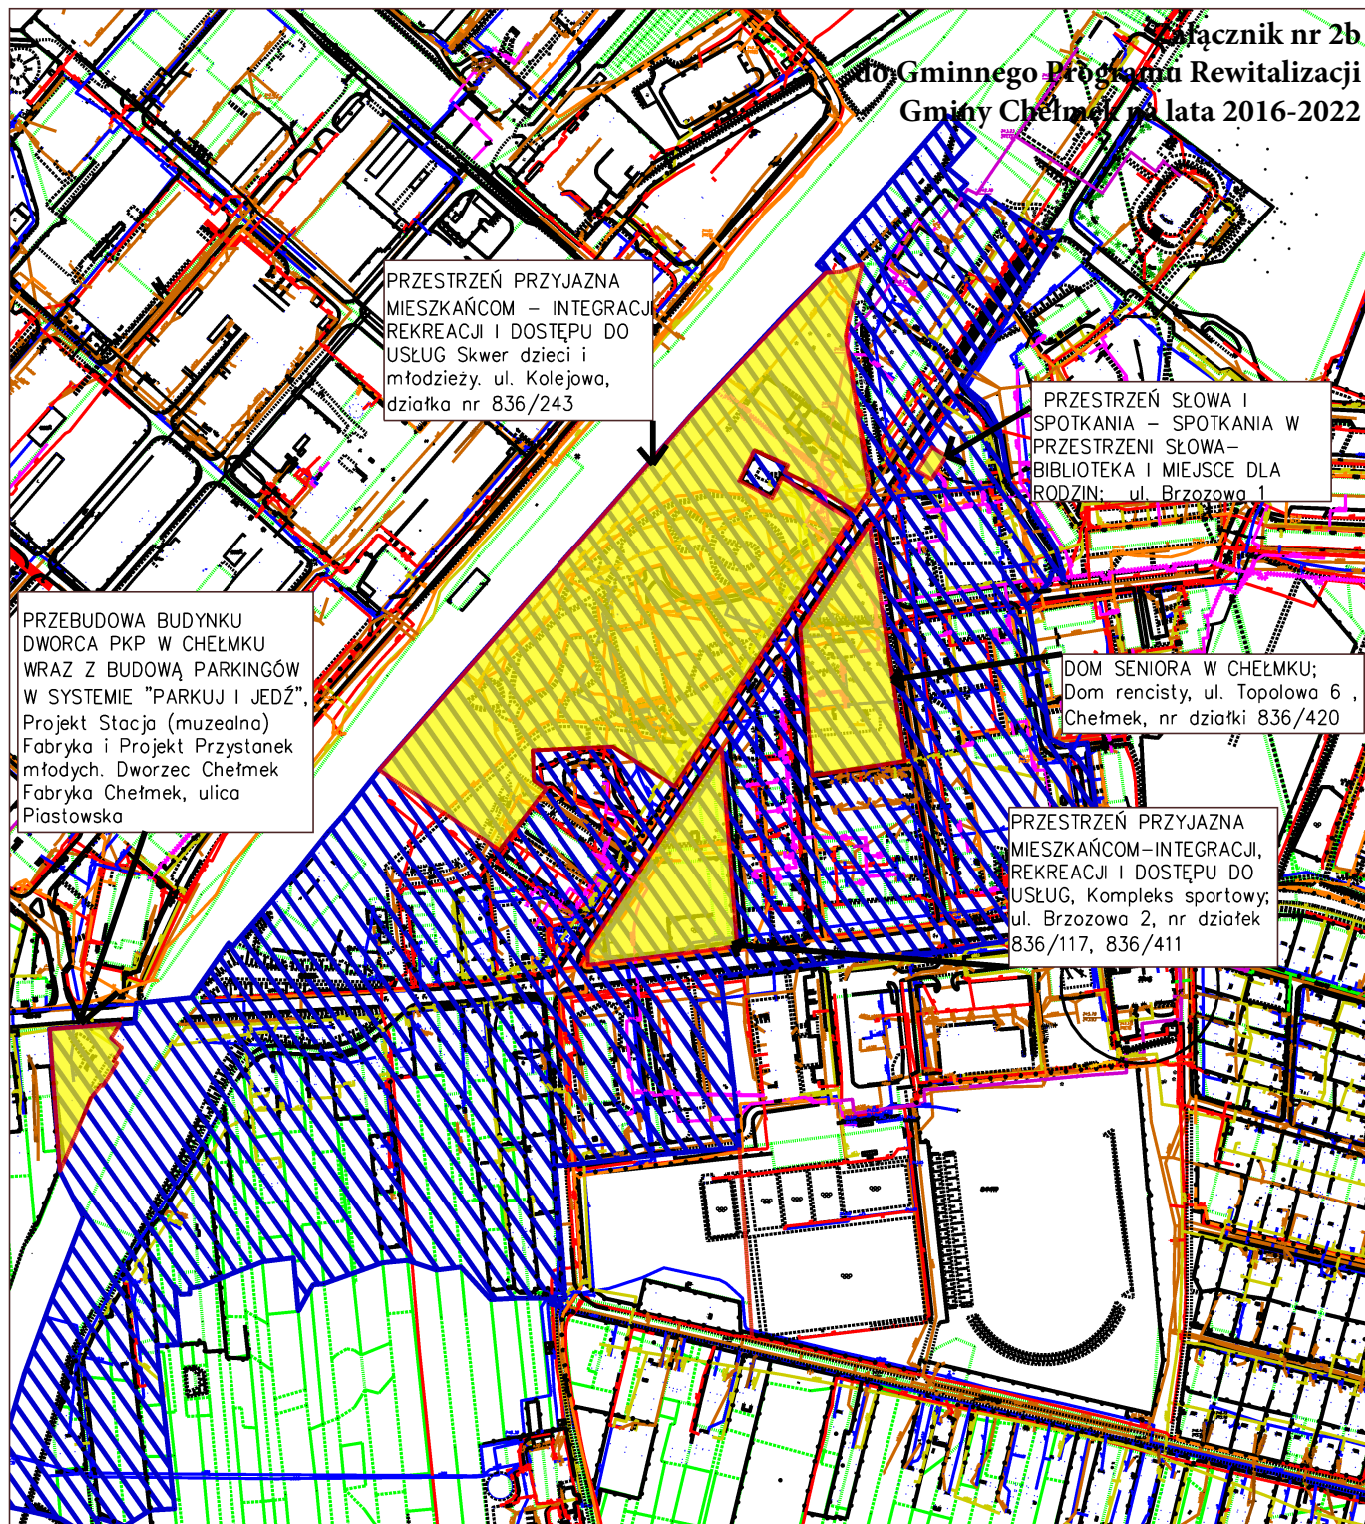 Załącznik nr 2b
do Gminnego Programu Rewitalizacji
Gminy Chełmek na lata 2016-2022
PRZESTRZEŃ PRZYJAZNA
MIESZKAŃCOM – INTEGRACJI
REKREACJI I DOSTĘPU DO
USŁUG Skwer dzieci i
młodzieży. ul. Kolejowa,
działka nr 836/243
PRZESTRZEŃ SŁOWA I
SPOTKANIA – SPOTKANIA W
PRZESTRZENI SŁOWA–
BIBLIOTEKA I MIEJSCE DLA
RODZIN; ul. Brzozowa 1
PRZEBUDOWA BUDYNKU
DWORCA PKP W CHEŁMKU
WRAZ Z BUDOWĄ PARKINGÓW
W SYSTEMIE "PARKUJ I JEDŹ",
Projekt Stacja (muzealna)
Fabryka i Projekt Przystanek
młodych. Dworzec Chełmek
Fabryka Chełmek, ulica
Piastowska
DOM SENIORA W CHEŁMKU;
Dom rencisty, ul. Topolowa 6 ,
Chełmek, nr działki 836/420
PRZESTRZEŃ PRZYJAZNA
MIESZKAŃCOM–INTEGRACJI,
REKREACJI I DOSTĘPU DO
USŁUG, Kompleks sportowy;
ul. Brzozowa 2, nr działek
836/117, 836/411